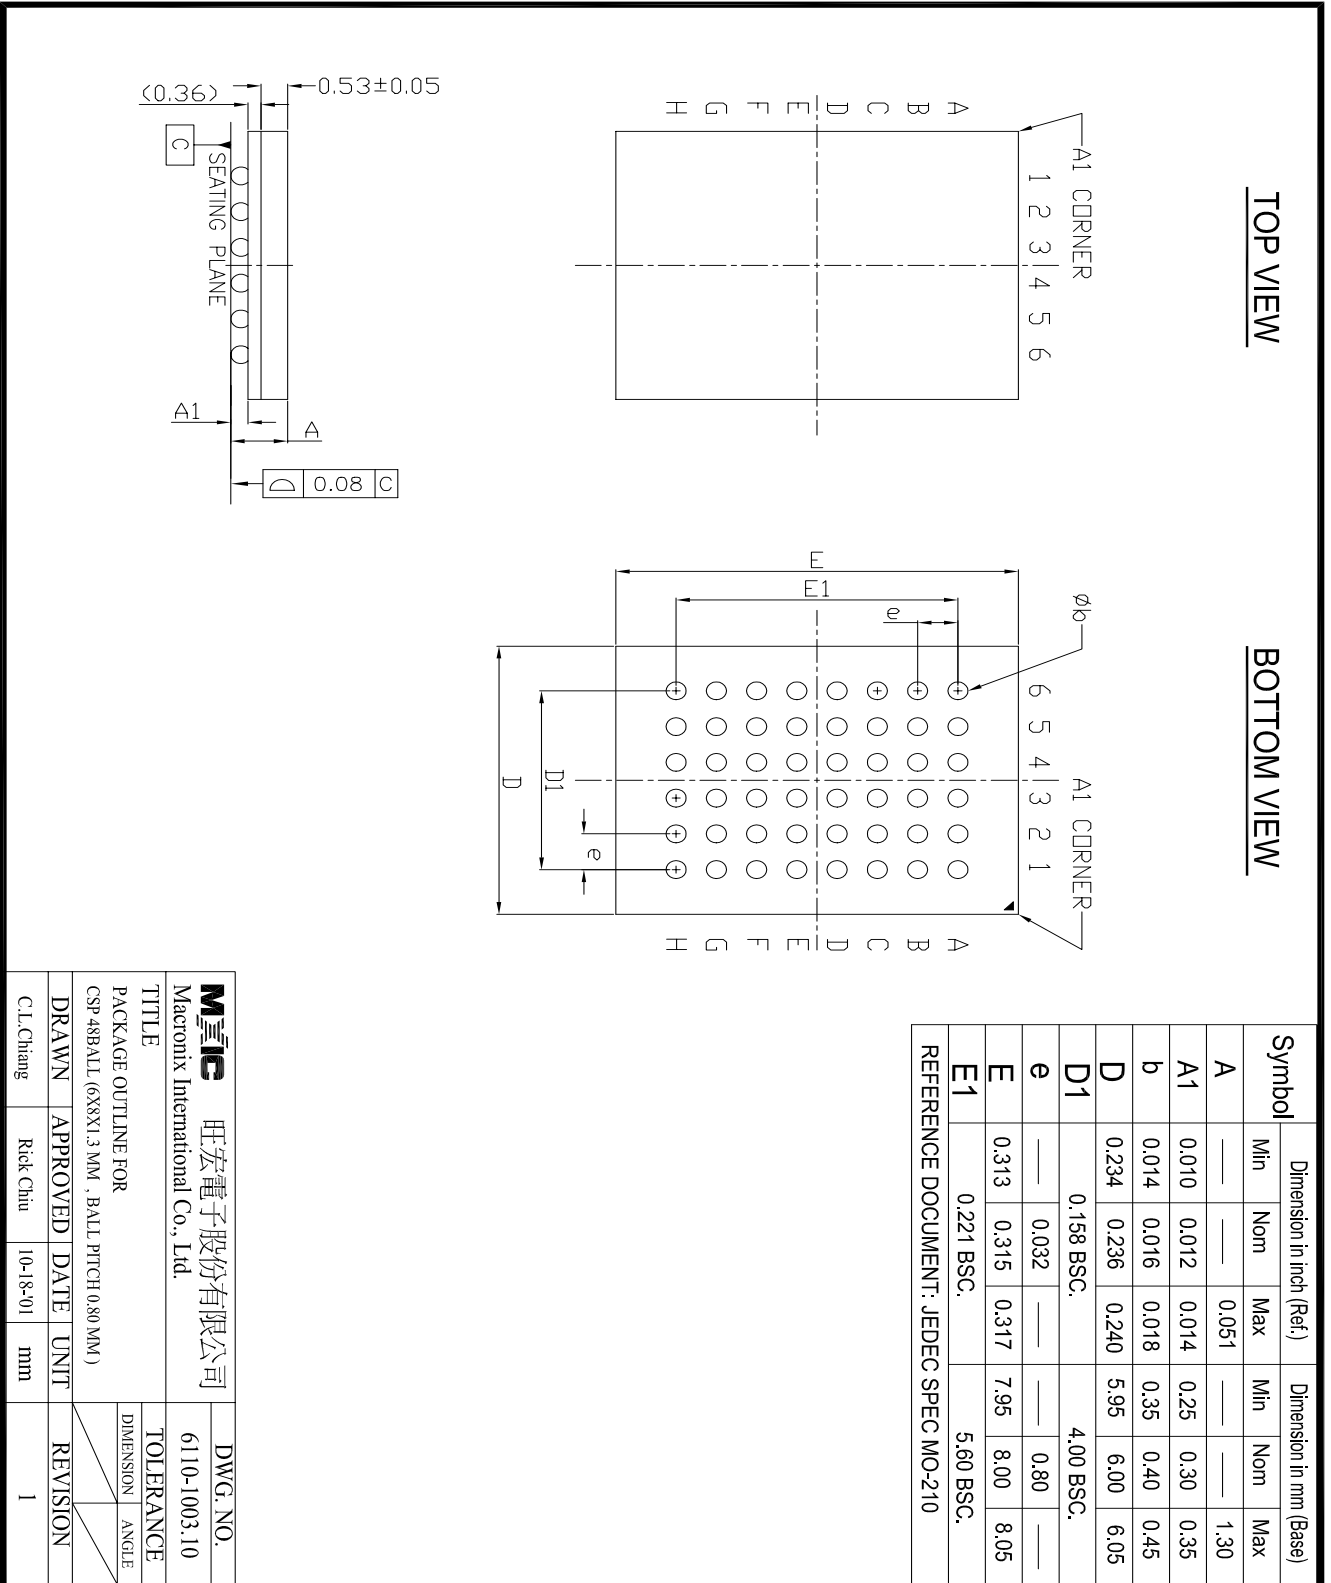 TOP VIEW
BOTTOM VIEW
A1 CORNER
1 2 3 4 5 6
A
B
C
D
E
F
G
H
A1 CORNER
6 5 4 3 2 1
A
B
C
D
E
F
G
H
Øb
e
E1
E
e
D1
D
0.53±0.05
(0.36)
C
SEATING PLANE
A1
A
0.08 C
Symbol Dimension in inch (Ref.) Dimension in mm (Base)
Min Nom Max Min Nom Max
A — — 0.051 — — 1.30
A1 0.010 0.012 0.014 0.25 0.30 0.35
b 0.014 0.016 0.018 0.35 0.40 0.45
D 0.234 0.236 0.240 5.95 6.00 6.05
D1 0.158 BSC. 4.00 BSC.
e — 0.032 — — 0.80 —
E 0.313 0.315 0.317 7.95 8.00 8.05
E1 0.221 BSC. 5.60 BSC.
REFERENCE DOCUMENT: JEDEC SPEC MO-210
MXIC 旺宏電子股份有限公司
Macronix International Co., Ltd.
DWG. NO.
6110-1003.10
TITLE
PACKAGE OUTLINE FOR
CSP 48BALL (6X8X1.3 MM , BALL PITCH 0.80 MM )
TOLERANCE
DIMENSION ANGLE
DRAWN APPROVED DATE UNIT REVISION
C.L.Chiang Rick Chiu 10-18-'01 mm 1